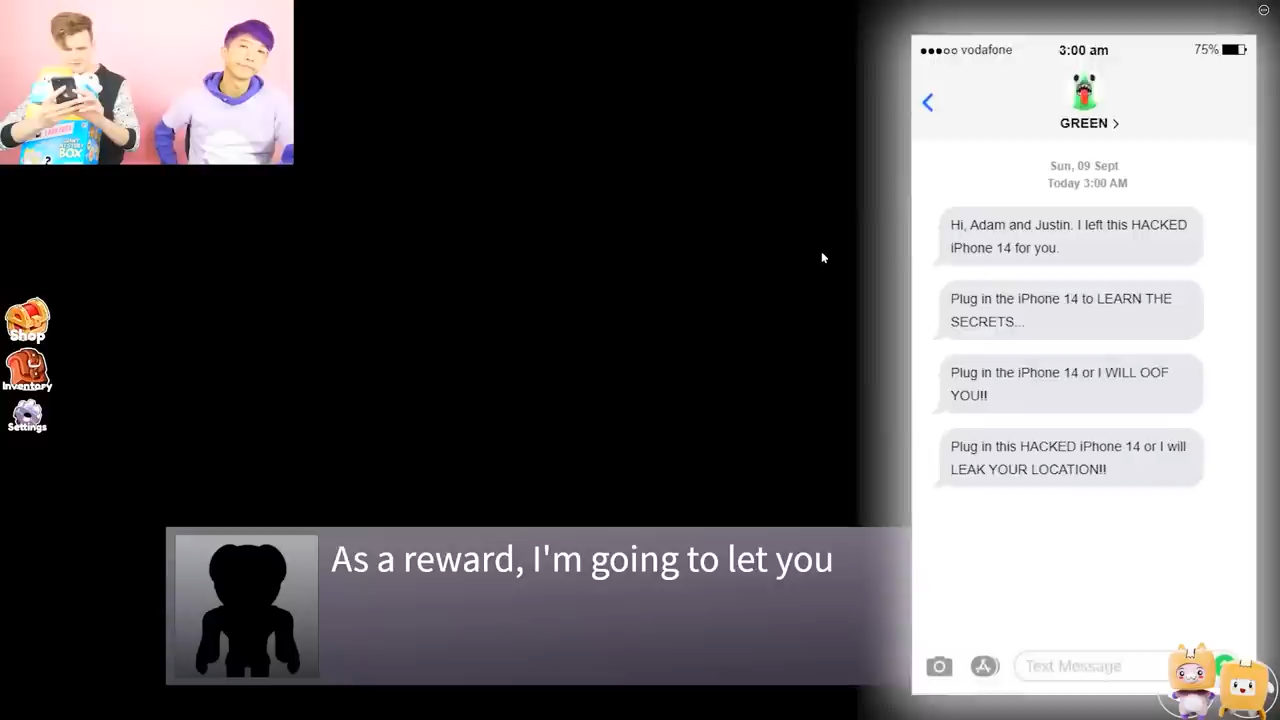 LANKYBOX
MYSTERY
BOX
?
Shop
Inventory
Settings
As a reward, I'm going to let you
vodafone
3:00 am
75%
GREEN >
Sun, 09 Sept
Today 3:00 AM
Hi, Adam and Justin. I left this HACKED
iPhone 14 for you.
Plug in the iPhone 14 to LEARN THE
SECRETS...
Plug in the iPhone 14 or I WILL OOF
YOU!!
Plug in this HACKED iPhone 14 or I will
LEAK YOUR LOCATION!!
Text Message